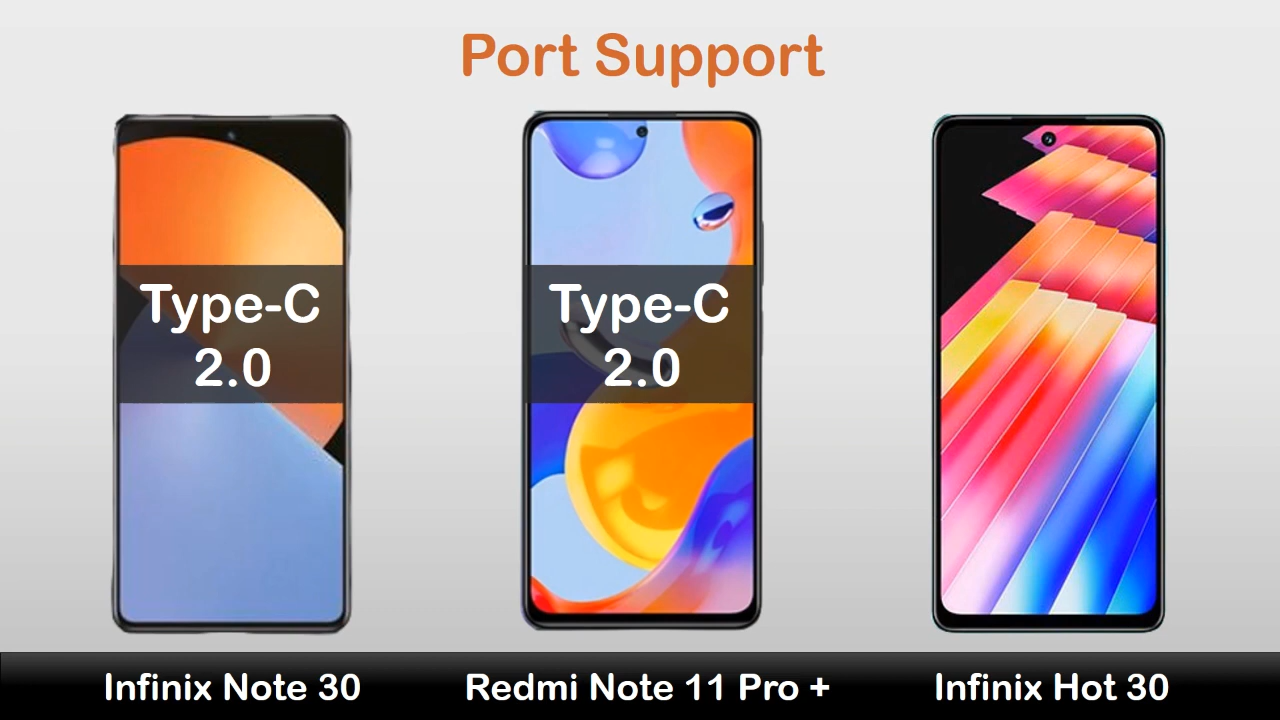 Port Support
Type-C
2.0
Type-C
2.0
Infinix Note 30
Redmi Note 11 Pro +
Infinix Hot 30